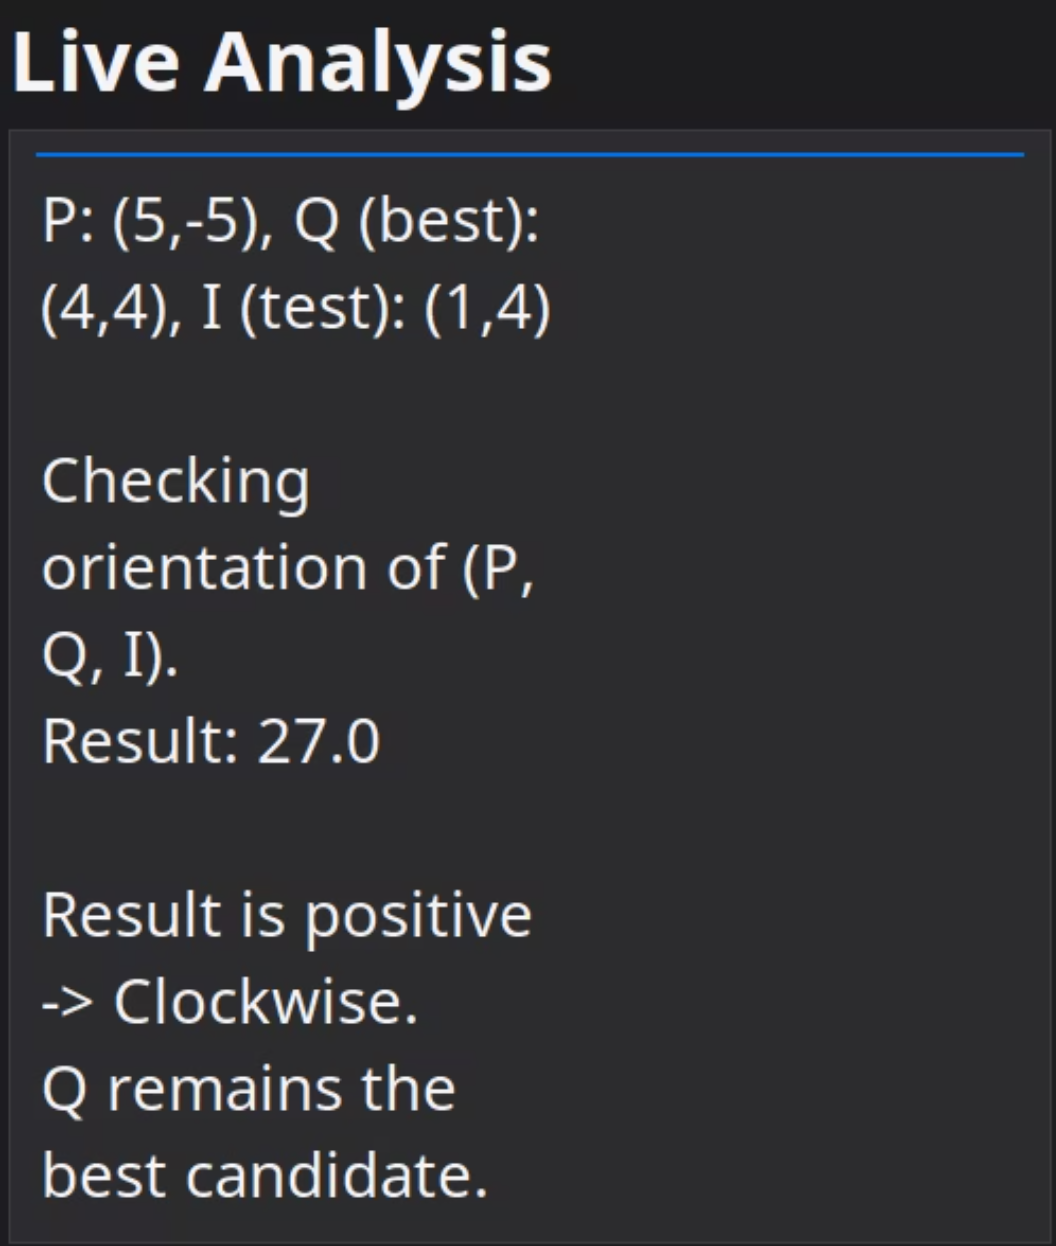 Live Analysis
P: (5,-5), Q (best):
(4,4), I (test): (1,4)
Checking
orientation of (P,
Q, I).
Result: 27.0
Result is positive
-> Clockwise.
Q remains the
best candidate.